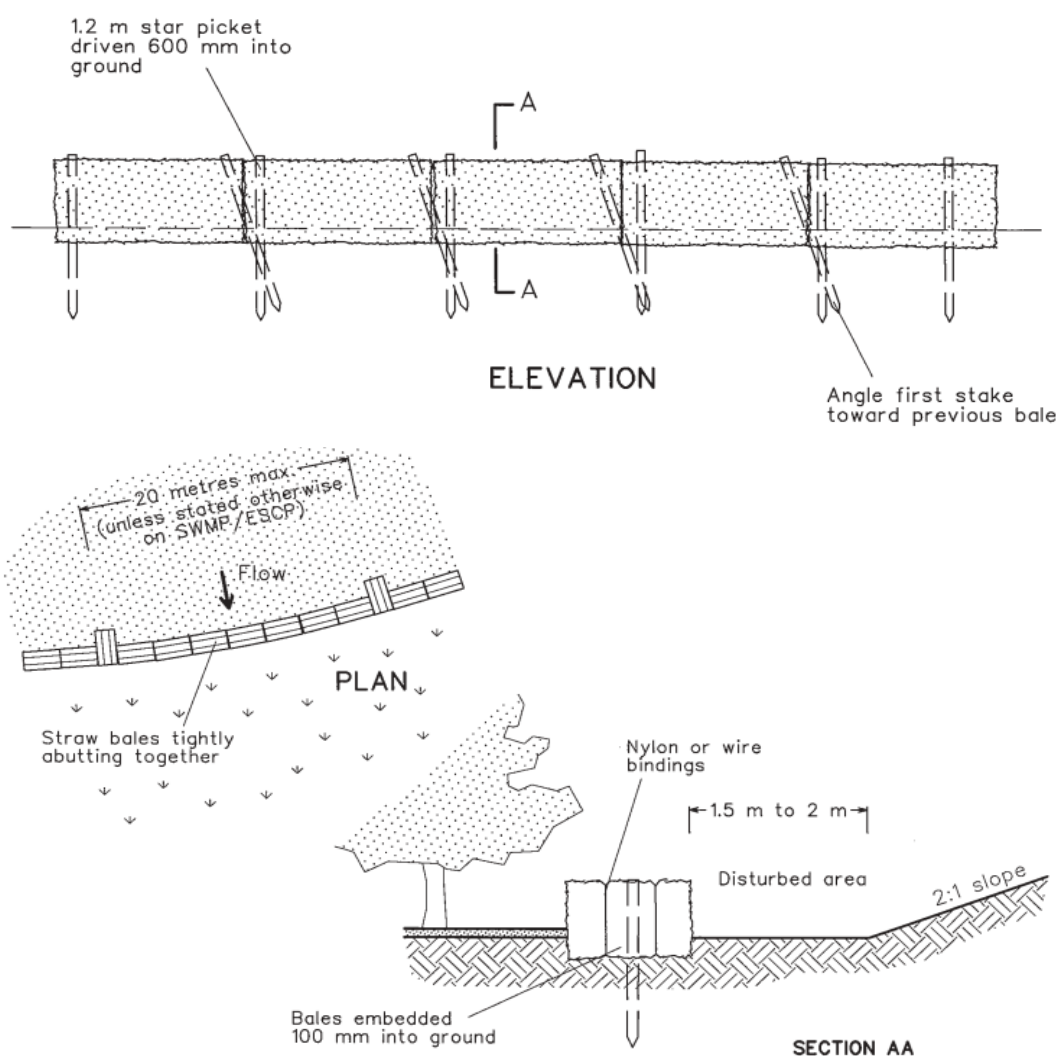 1.2 m star picket
driven 600 mm into
ground
A
A
ELEVATION
Angle first stake
toward previous bale
20 metres max.
(unless stated otherwise
on SWMP/ESCP)
Flow
PLAN
Straw bales tightly
abutting together
Nylon or wire
bindings
1.5 m to 2 m
Disturbed area
2:1 slope
Bales embedded
100 mm into ground
SECTION AA